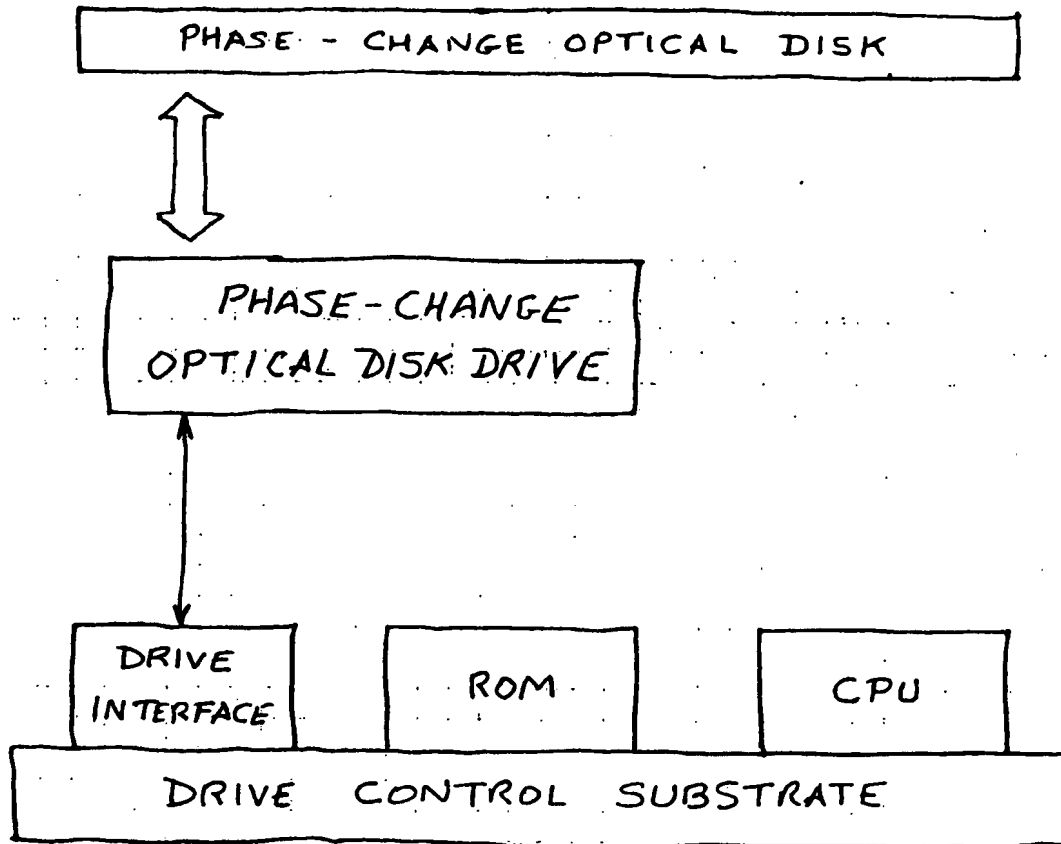 PHASE - CHANGE OPTICAL DISK
PHASE-CHANGE
OPTICAL DISK DRIVE
DRIVE
INTERFACE
ROM
CPU
DRIVE CONTROL SUBSTRATE